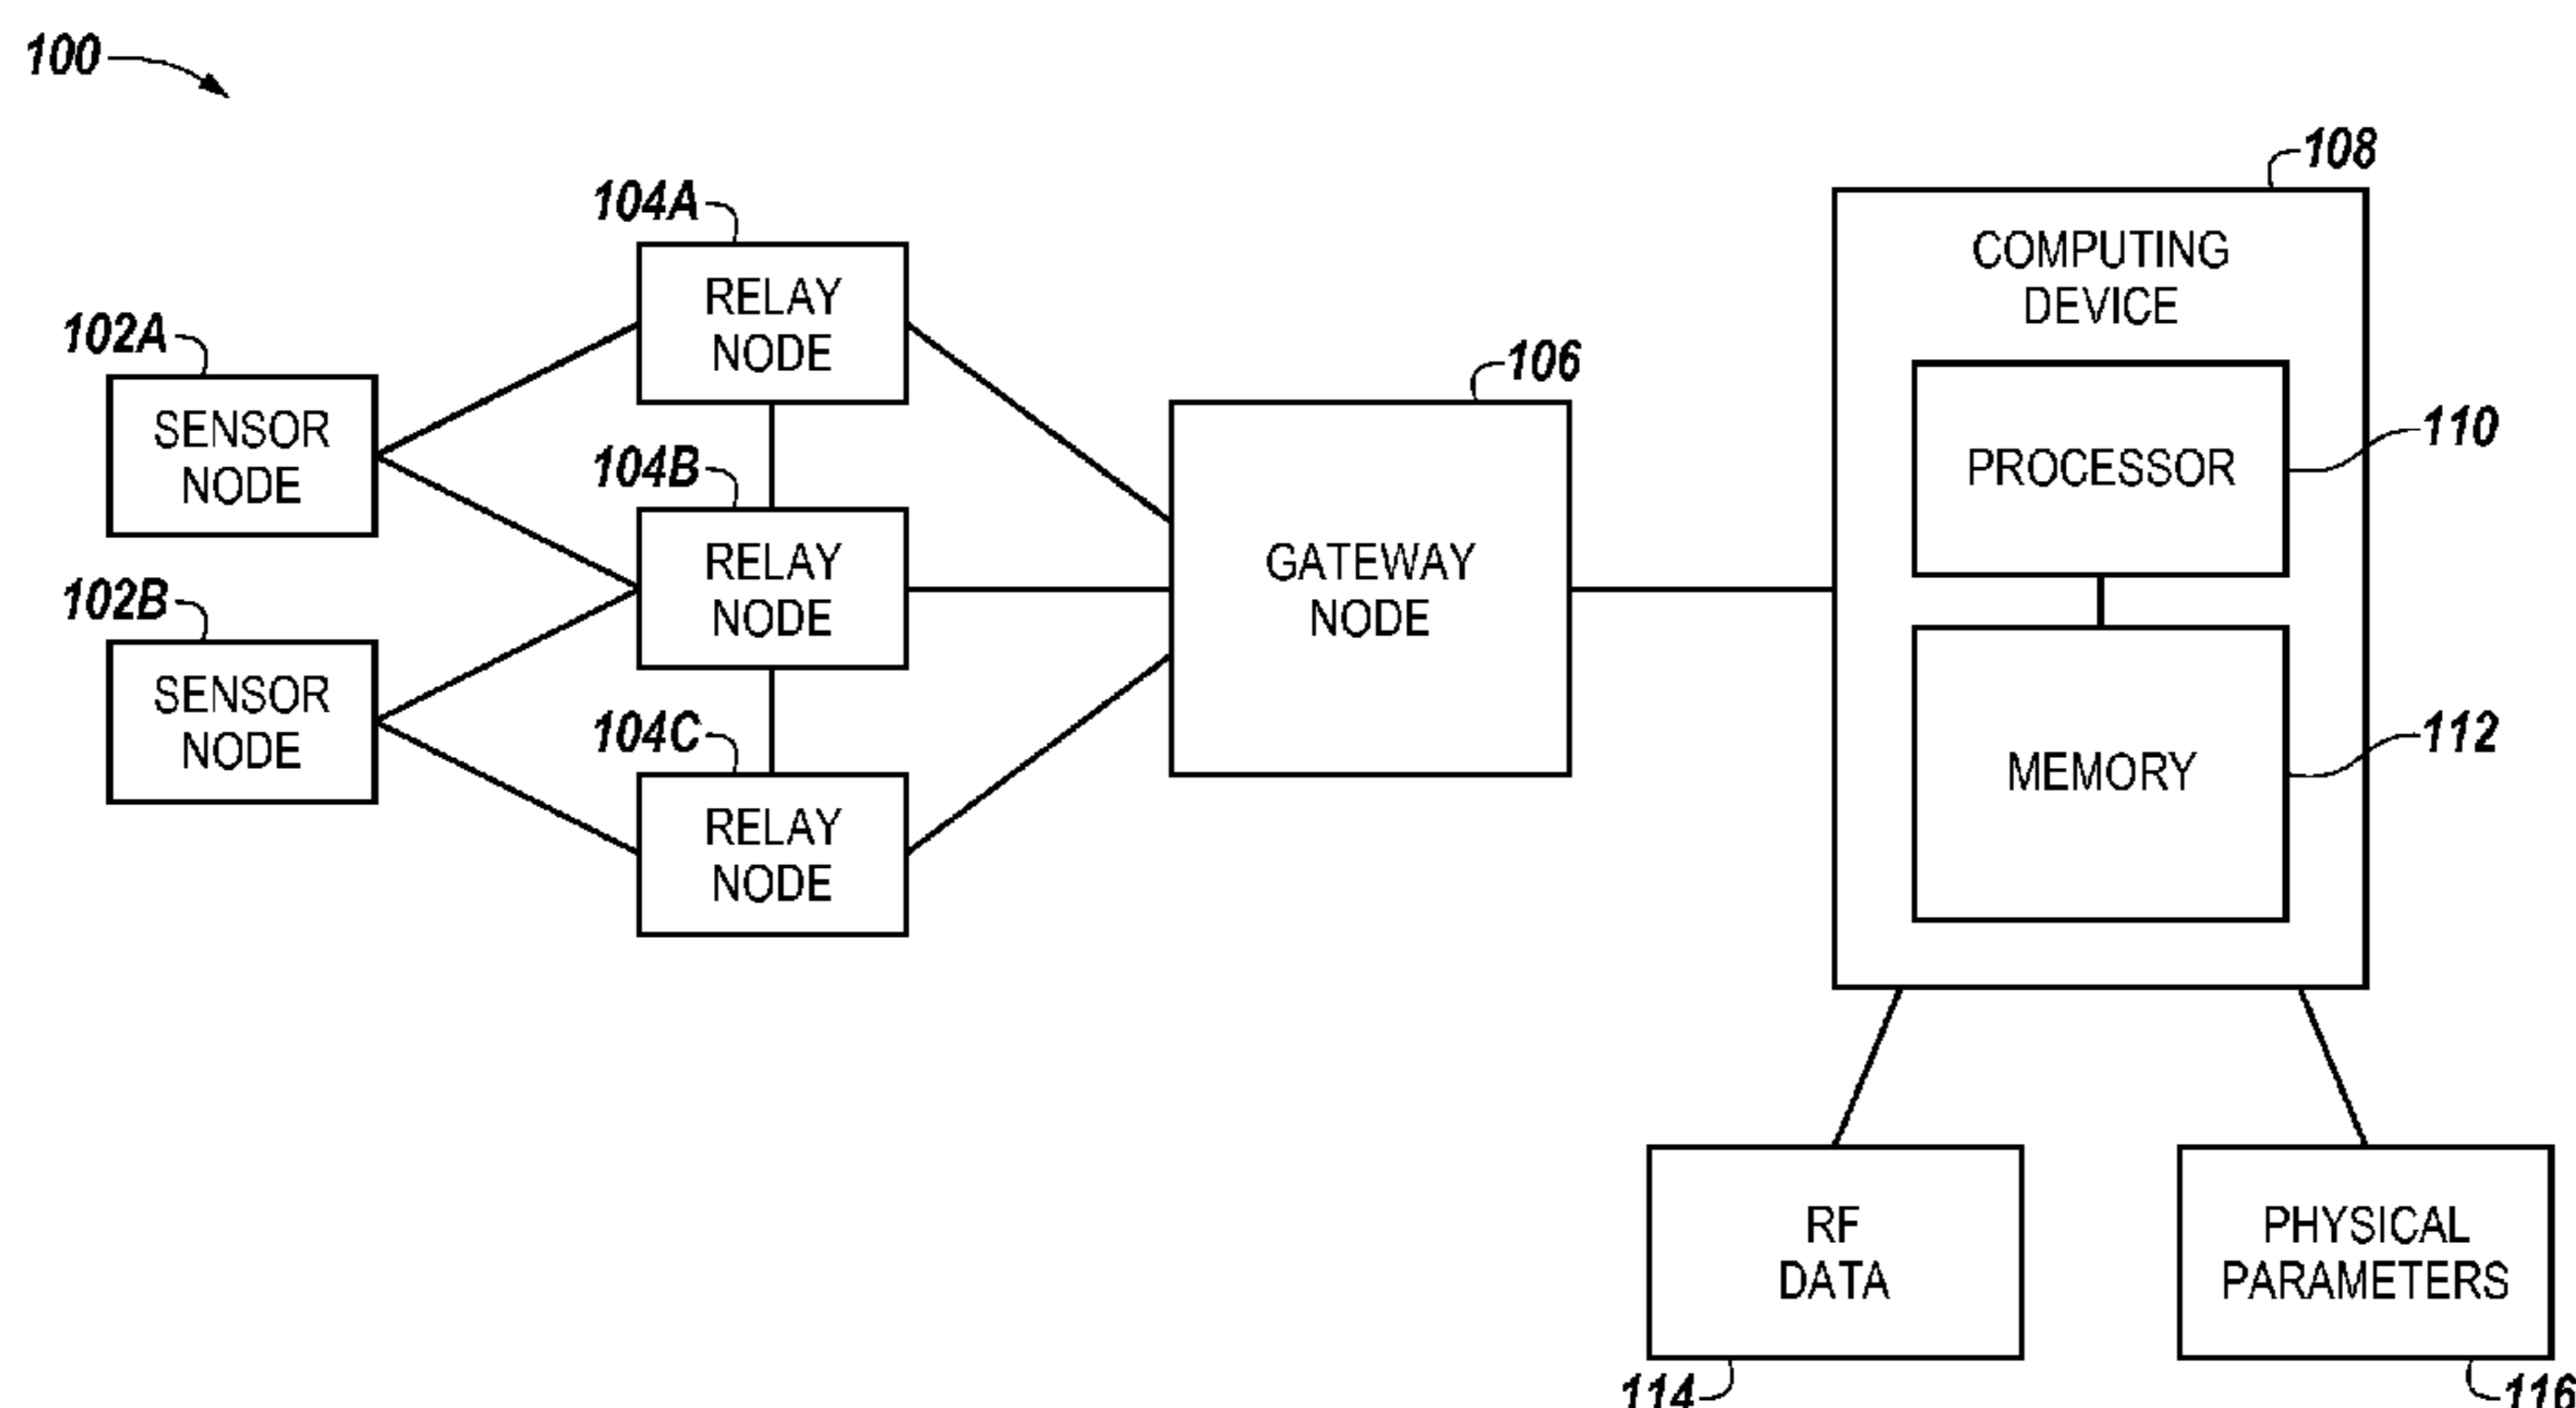 100
108
104A
COMPUTING
DEVICE
RELAY
NODE
102A
106
SENSOR
NODE
110
PROCESSOR
104B
RELAY
NODE
GATEWAY
NODE
102B
SENSOR
NODE
112
MEMORY
104C
RELAY
NODE
RF
DATA
PHYSICAL
PARAMETERS
114
116